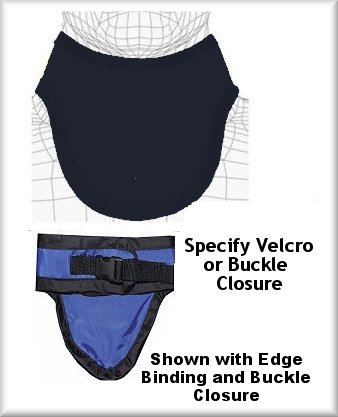 Specify Velcro
or Buckle
Closure
Shown with Edge
Binding and Buckle
Closure